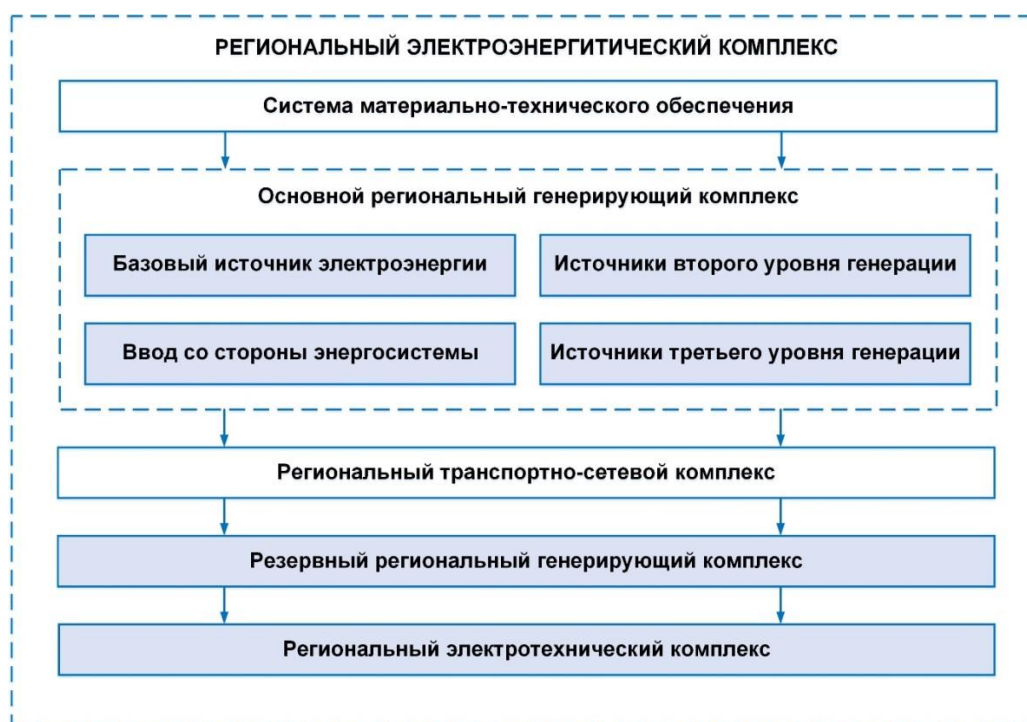 РЕГИОНАЛЬНЫЙ ЭЛЕКТРОЭНЕРГИТИЧЕСКИЙ КОМПЛЕКС
Система материально-технического обеспечения
Основной региональный генерирующий комплекс
Базовый источник электроэнергии
Источники второго уровня генерации
Ввод со стороны энергосистемы
Источники третьего уровня генерации
Региональный транспортно-сетевой комплекс
Резервный региональный генерирующий комплекс
Региональный электротехнический комплекс